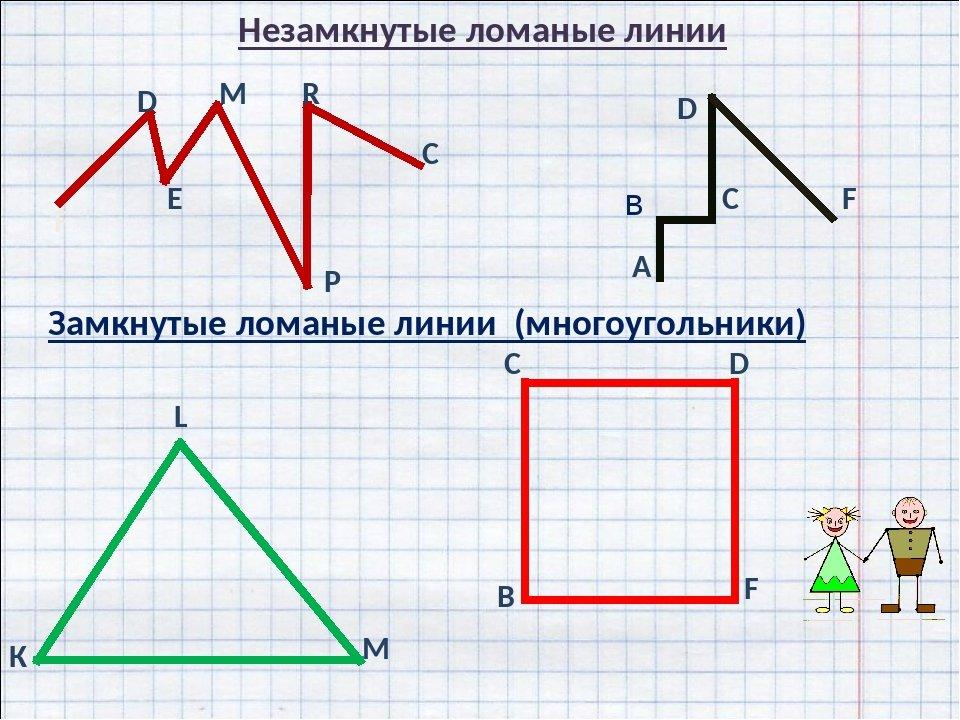 Незамкнутые ломаные линии
D M R
D
C
E
B C F
A
P
Замкнутые ломаные линии (многоугольники)
C D
L
B F
K M